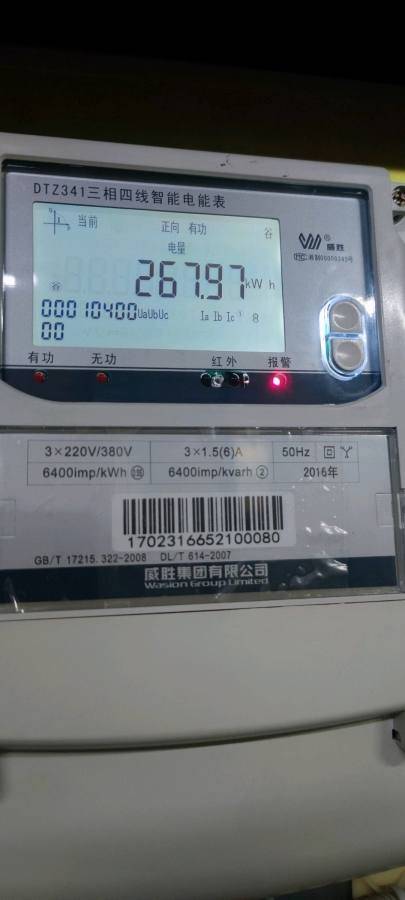 DTZ341三相四线智能电能表
当前 正向 有功 谷
电量
267.97 kWh
谷
00010400 UaUbUc Ia Ib Ic 8
00
威胜
有功 无功 红外 报警
3×220V/380V 3×1.5(6)A 50Hz
6400imp/kWh 6400imp/kvarh ② 2016年
1702316652100080
GB/T 17215.322-2008 DL/T 614-2007
威胜集团有限公司
Wasion Group Limited